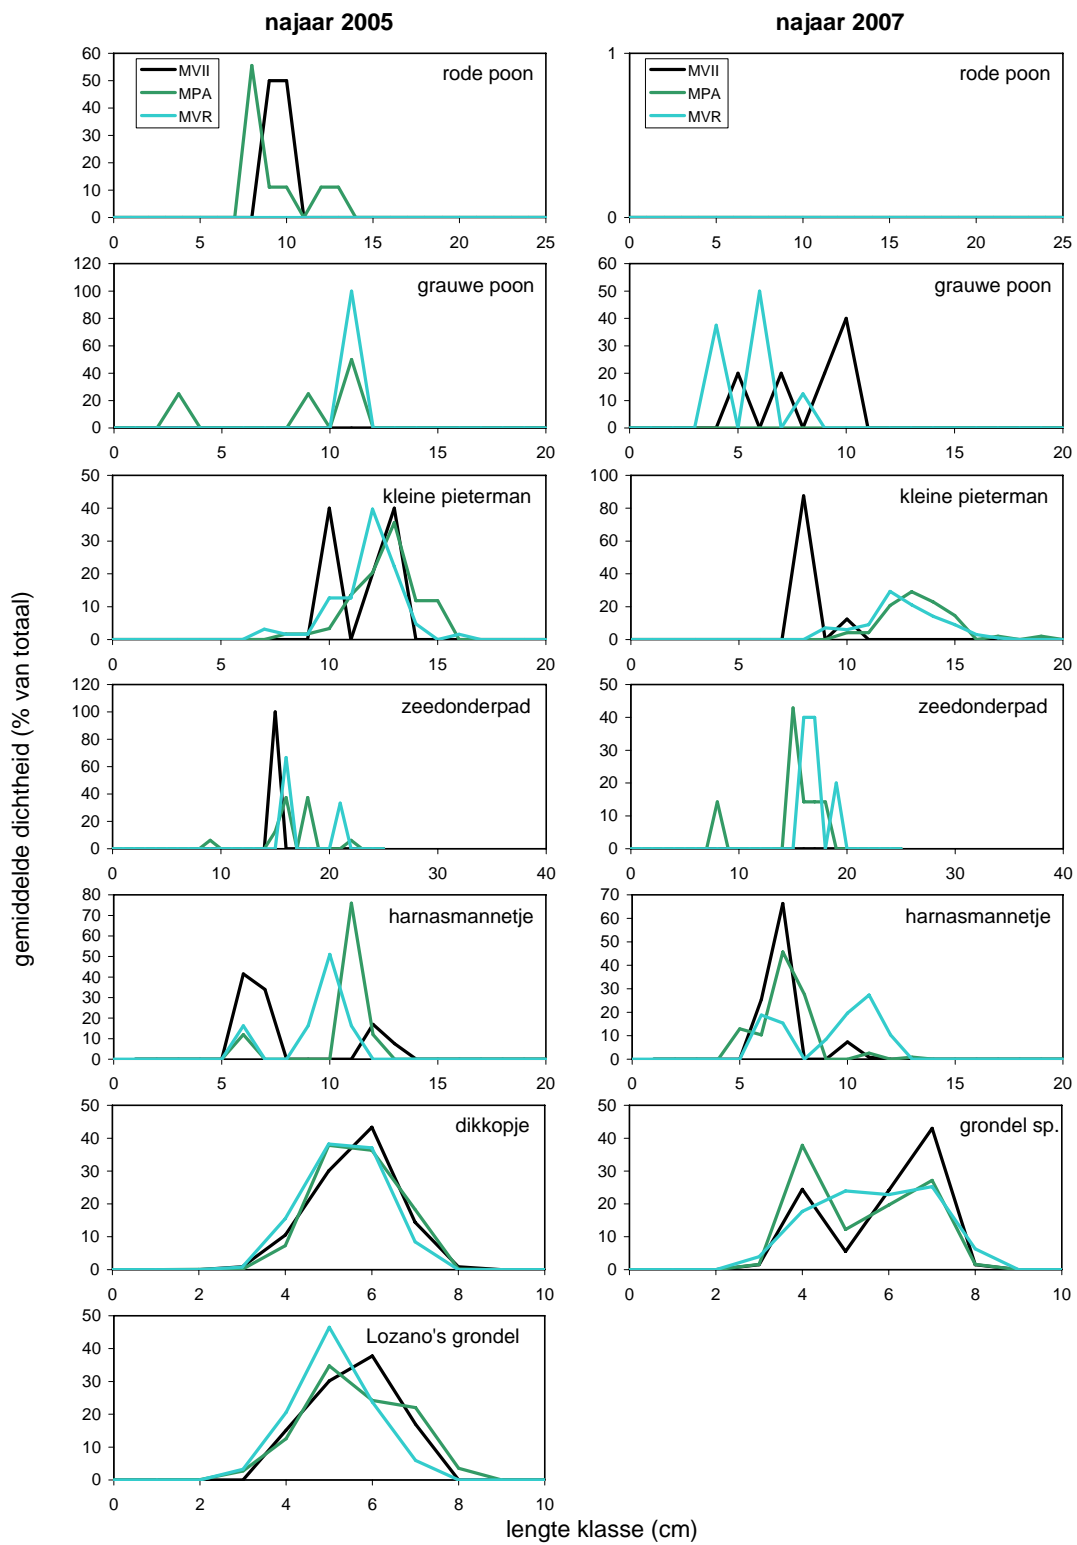 najaar 2005 najaar 2007
60 50 40 30 20 10 0
MVII
MPA
MVR
rode poon
0 5 10 15 20 25
1 0
MVII
MPA
MVR
rode poon
0 5 10 15 20 25
120 100 80 60 40 20 0
grauwe poon
0 5 10 15 20
60 50 40 30 20 10 0
grauwe poon
0 5 10 15 20
50 40 30 20 10 0
kleine pieterman
0 5 10 15 20
100 80 60 40 20 0
kleine pieterman
0 5 10 15 20
120 100 80 60 40 20 0
zeedonderpad
0 10 20 30 40
50 40 30 20 10 0
zeedonderpad
0 10 20 30 40
80 70 60 50 40 30 20 10 0
harnasmannetje
0 5 10 15 20
70 60 50 40 30 20 10 0
harnasmannetje
0 5 10 15 20
50 40 30 20 10 0
dikkopje
0 2 4 6 8 10
50 40 30 20 10 0
grondel sp.
0 2 4 6 8 10
50 40 30 20 10 0
Lozano's grondel
0 2 4 6 8 10
gemiddelde dichtheid (% van totaal)
lengte klasse (cm)